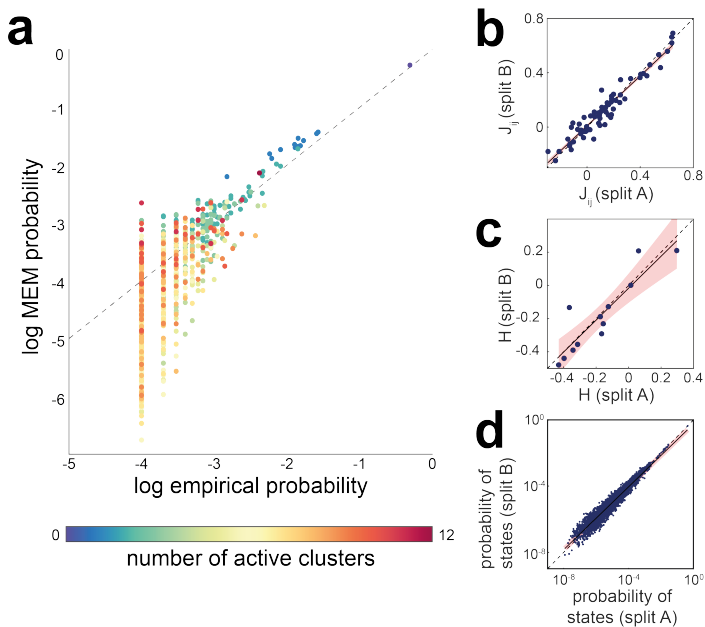 a
0
-1
-2
-3
-4
-5
-6
log MEM probability
-5 -4 -3 -2 -1 0
log empirical probability
0 12
number of active clusters
b
0.8
0.4
0
J_ij (split B)
0 0.4 0.8
J_ij (split A)
c
0.2
0
-0.2
-0.4
H (split B)
-0.4 -0.2 0 0.2 0.4
H (split A)
d
10^0
10^-4
10^-8
probability of
states (split B)
10^-8 10^-4 10^0
probability of
states (split A)